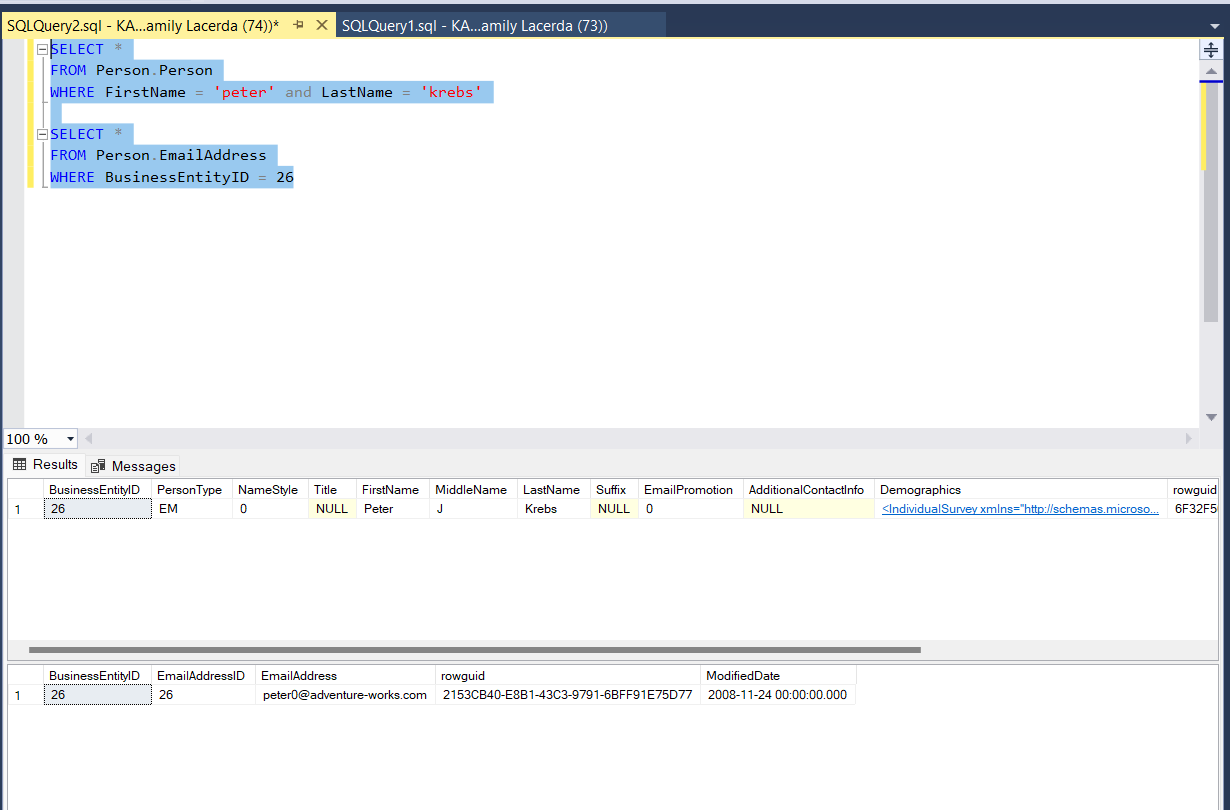 SQLQuery2.sql - KA...amily Lacerda (74))* SQLQuery1.sql - KA...amily Lacerda (73))
SELECT *
FROM Person.Person
WHERE FirstName = 'peter' and LastName = 'krebs'
SELECT *
FROM Person.EmailAddress
WHERE BusinessEntityID = 26
100 %
Results Messages
BusinessEntityID PersonType NameStyle Title FirstName MiddleName LastName Suffix EmailPromotion AdditionalContactInfo Demographics rowguid
1 26 EM 0 NULL Peter J Krebs NULL 0 NULL <IndividualSurvey xmlns="http://schemas.microso... 6F32F5
BusinessEntityID EmailAddressID EmailAddress rowguid ModifiedDate
1 26 26 peter0@adventure-works.com 2153CB40-E8B1-43C3-9791-6BFF91E75D77 2008-11-24 00:00:00.000